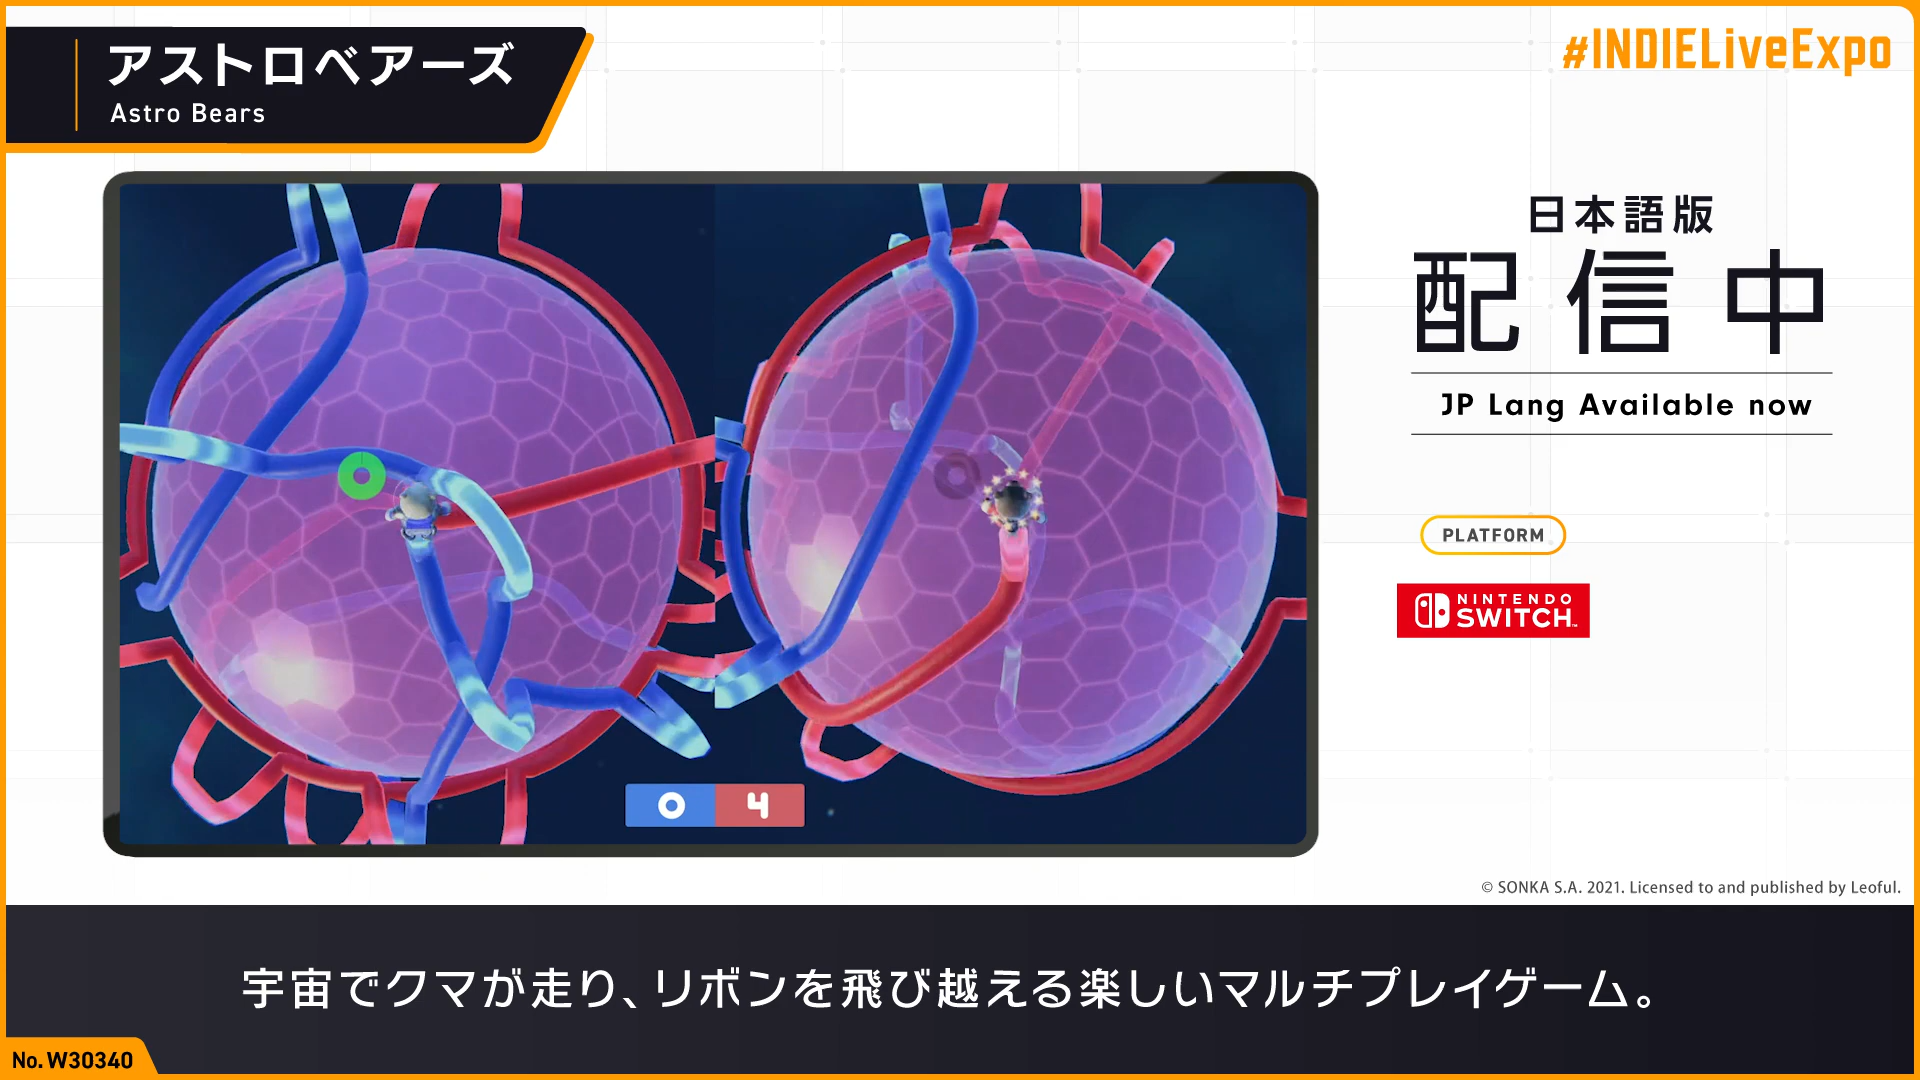 アストロベアーズ
Astro Bears
#INDIELiveExpo
日本語版
配信中
JP Lang Available now
PLATFORM
NINTENDO
SWITCH™
0 4
© SONKA S.A. 2021. Licensed to and published by Leoful.
宇宙でクマが走り、リボンを飛び越える楽しいマルチプレイゲーム。
No. W30340